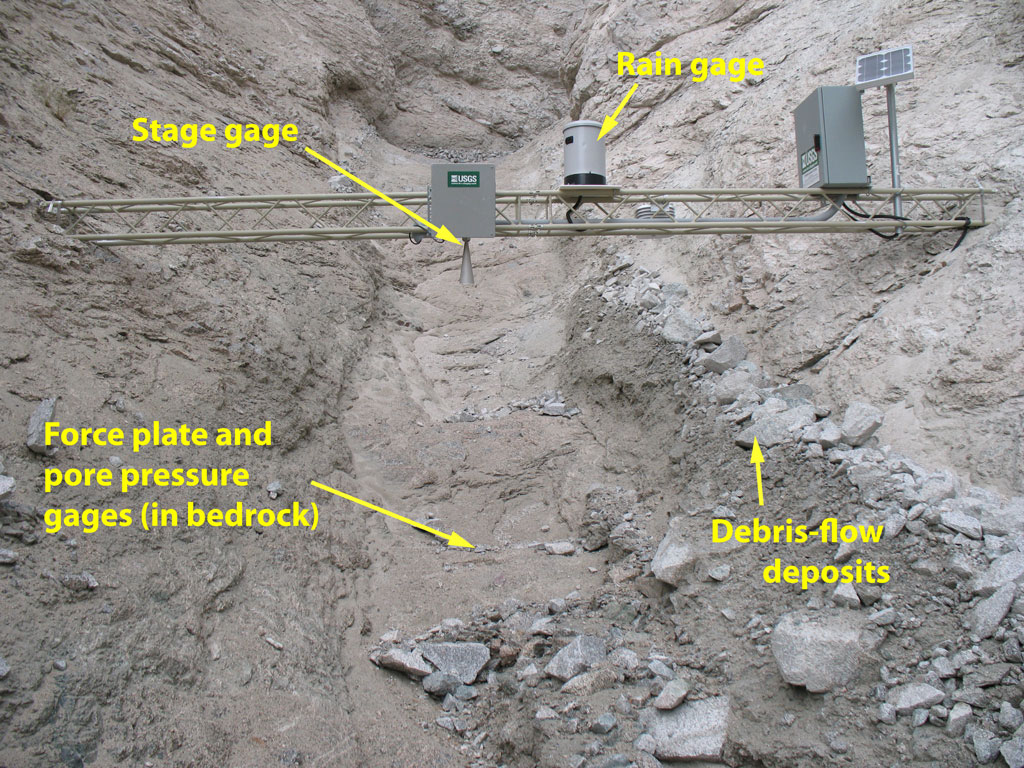 Rain gage
Stage gage
USGS
USGS
Force plate and
pore pressure
gages (in bedrock)
Debris-flow
deposits